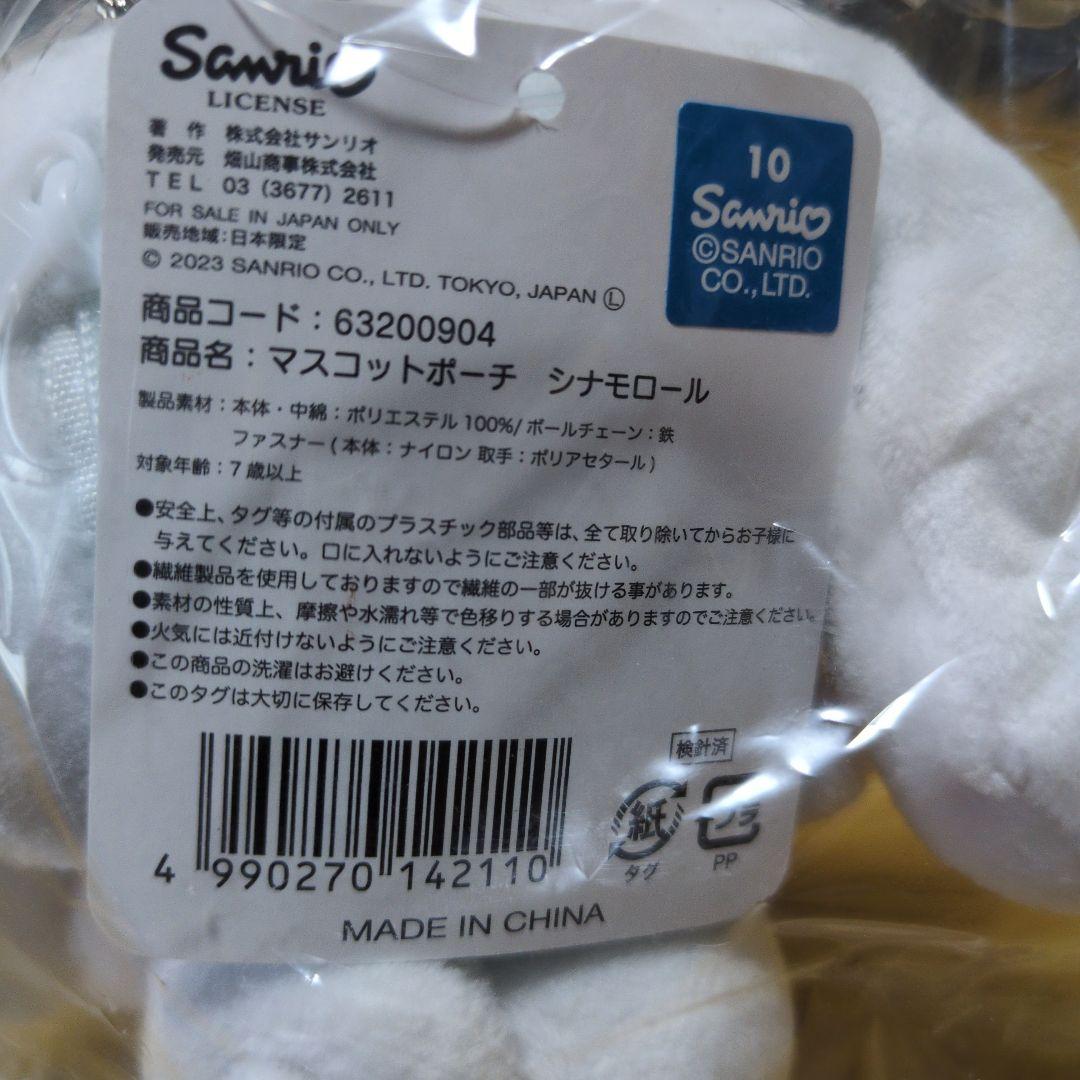 Sanrio
LICENSE
著　作　株式会社サンリオ
発売元　畑山商事株式会社
TEL　03（3677）2611
FOR SALE IN JAPAN ONLY
販売地域：日本限定
© 2023 SANRIO CO., LTD. TOKYO, JAPAN Ⓛ
10
Sanrio
©SANRIO
CO.,LTD.
商品コード：63200904
商品名：マスコットポーチ　シナモロール
製品素材：本体・中綿：ポリエステル100%/ボールチェーン：鉄
ファスナー(本体：ナイロン 取手：ポリアセタール)
対象年齢：7歳以上
●安全上、タグ等の付属のプラスチック部品等は、全て取り除いてからお子様に
与えてください。口に入れないようにご注意ください。
●繊維製品を使用しておりますので繊維の一部が抜ける事があります。
●素材の性質上、摩擦や水濡れ等で色移りする場合がありますのでご注意ください。
●火気には近付けないようにご注意ください。
●この商品の洗濯はお避けください。
●このタグは大切に保存してください。
検針済
紙
タグ
プラ
PP
4 990270 142110
MADE IN CHINA